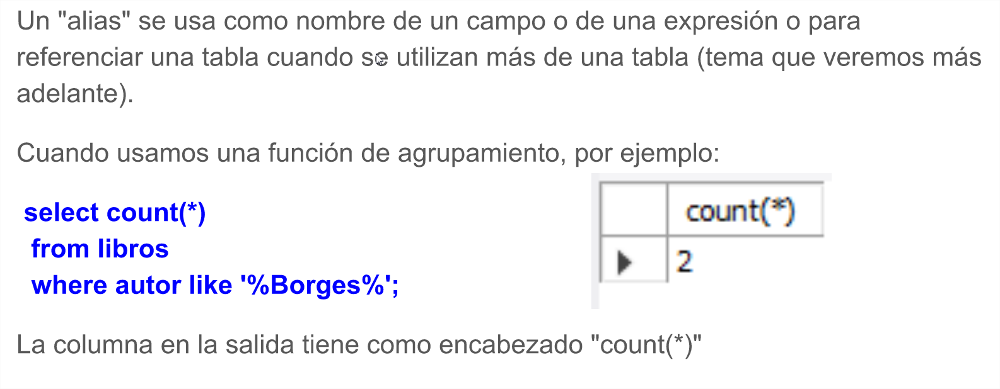 Un "alias" se usa como nombre de un campo o de una expresión o para
referenciar una tabla cuando se utilizan más de una tabla (tema que veremos más
adelante).
Cuando usamos una función de agrupamiento, por ejemplo:
select count(*)
from libros
where autor like '%Borges%';
count(*)
2
La columna en la salida tiene como encabezado "count(*)"